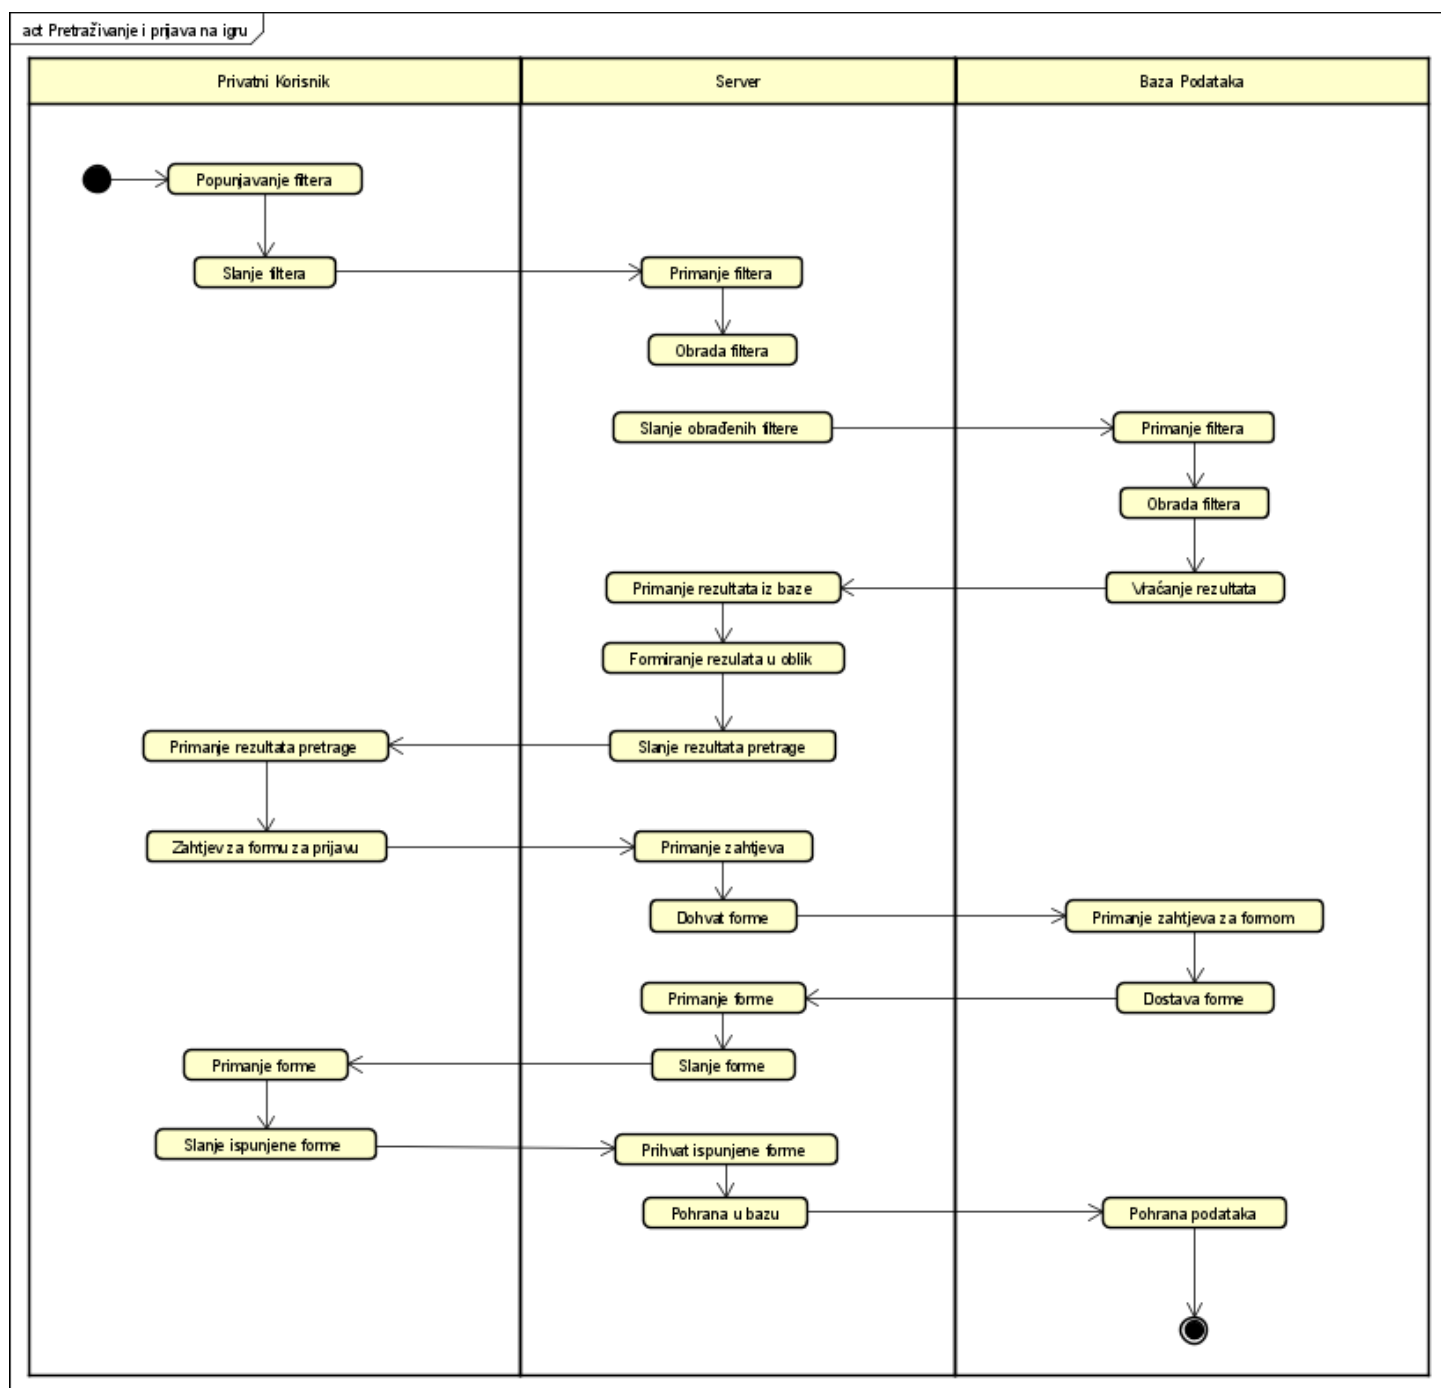 act Pretraživanje i prijava na igru
Privatni Korisnik
Server
Baza Podataka
Popunjavanje filtera
Slanje filtera
Primanje filtera
Obrada filtera
Slanje obrađenih filtere
Primanje filtera
Obrada filtera
Primanje rezultata iz baze
Vraćanje rezultata
Formiranje rezulata u oblik
Primanje rezultata pretrage
Slanje rezultata pretrage
Zahtjev za formu za prijavu
Primanje zahtjeva
Dohvat forme
Primanje zahtjeva za formom
Primanje forme
Dostava forme
Primanje forme
Slanje forme
Slanje ispunjene forme
Prihvat ispunjene forme
Pohrana u bazu
Pohrana podataka